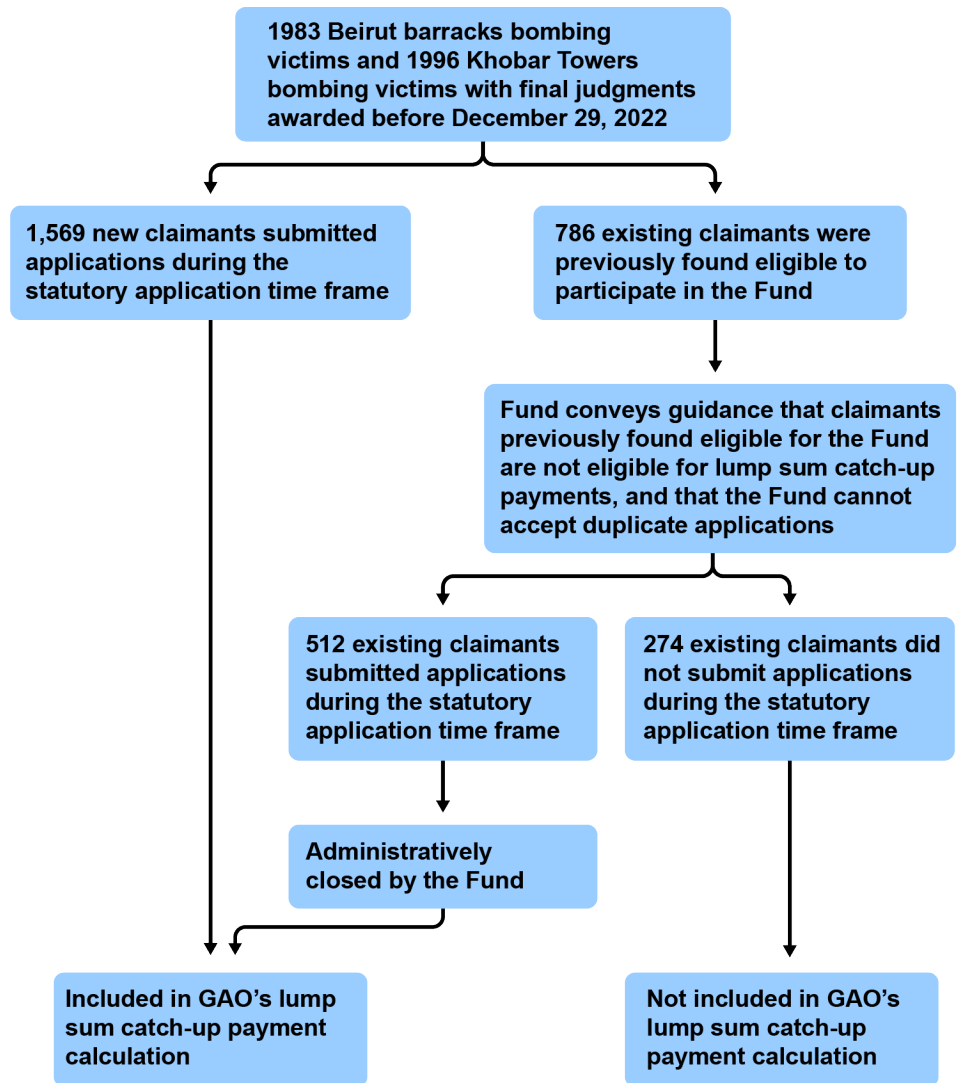 1983 Beirut barracks bombing
victims and 1996 Khobar Towers
bombing victims with final judgments
awarded before December 29, 2022
1,569 new claimants submitted
applications during the
statutory application time frame
786 existing claimants were
previously found eligible to
participate in the Fund
Fund conveys guidance that claimants
previously found eligible for the Fund
are not eligible for lump sum catch-up
payments, and that the Fund cannot
accept duplicate applications
512 existing claimants
submitted applications
during the statutory
application time frame
274 existing claimants did
not submit applications
during the statutory
application time frame
Administratively
closed by the Fund
Included in GAO’s lump
sum catch-up payment
calculation
Not included in GAO’s
lump sum catch-up
payment calculation